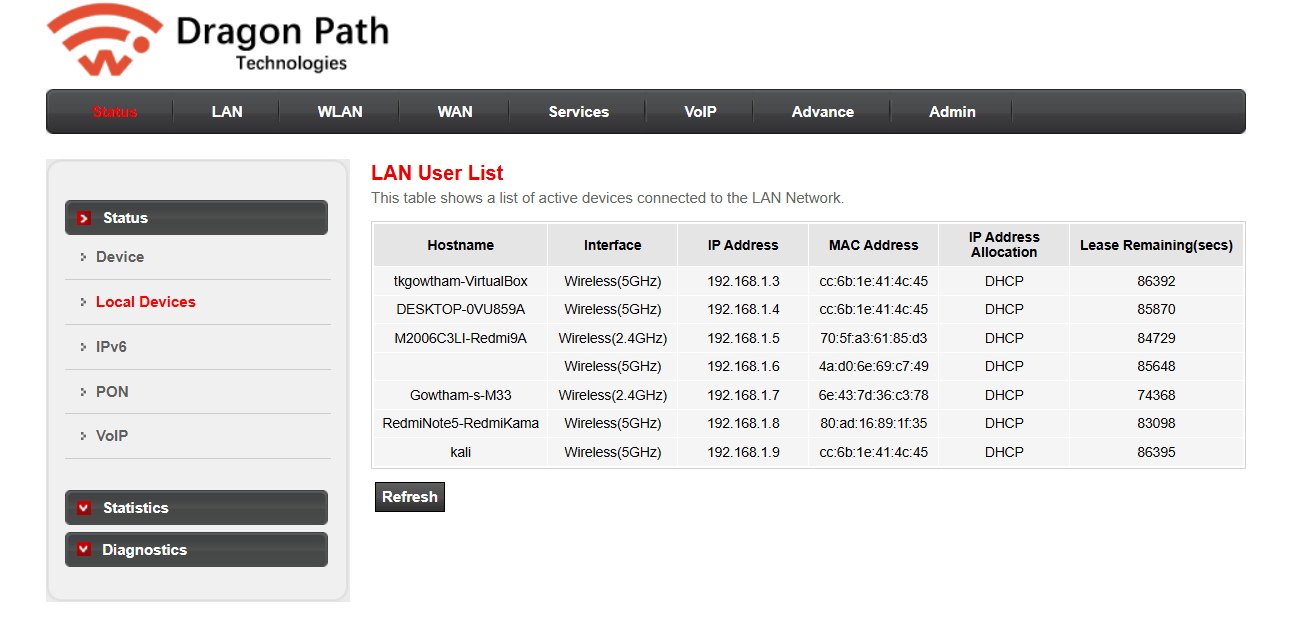 Dragon Path
Technologies
Status LAN WLAN WAN Services VoIP Advance Admin
Status
Device
Local Devices
IPv6
PON
VoIP
Statistics
Diagnostics
LAN User List
This table shows a list of active devices connected to the LAN Network.
Hostname Interface IP Address MAC Address IP Address Allocation Lease Remaining(secs)
tkgowtham-VirtualBox Wireless(5GHz) 192.168.1.3 cc:6b:1e:41:4c:45 DHCP 86392
DESKTOP-0VU859A Wireless(5GHz) 192.168.1.4 cc:6b:1e:41:4c:45 DHCP 85870
M2006C3LI-Redmi9A Wireless(2.4GHz) 192.168.1.5 70:5f:a3:61:85:d3 DHCP 84729
Wireless(5GHz) 192.168.1.6 4a:d0:6e:69:c7:49 DHCP 85648
Gowtham-s-M33 Wireless(2.4GHz) 192.168.1.7 6e:43:7d:36:c3:78 DHCP 74368
RedmiNote5-RedmiKama Wireless(5GHz) 192.168.1.8 80:ad:16:89:1f:35 DHCP 83098
kali Wireless(5GHz) 192.168.1.9 cc:6b:1e:41:4c:45 DHCP 86395
Refresh